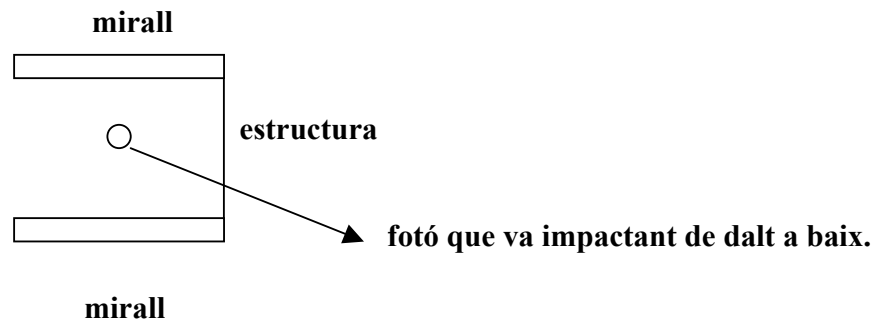 mirall
estructura
fotó que va impactant de dalt a baix.
mirall